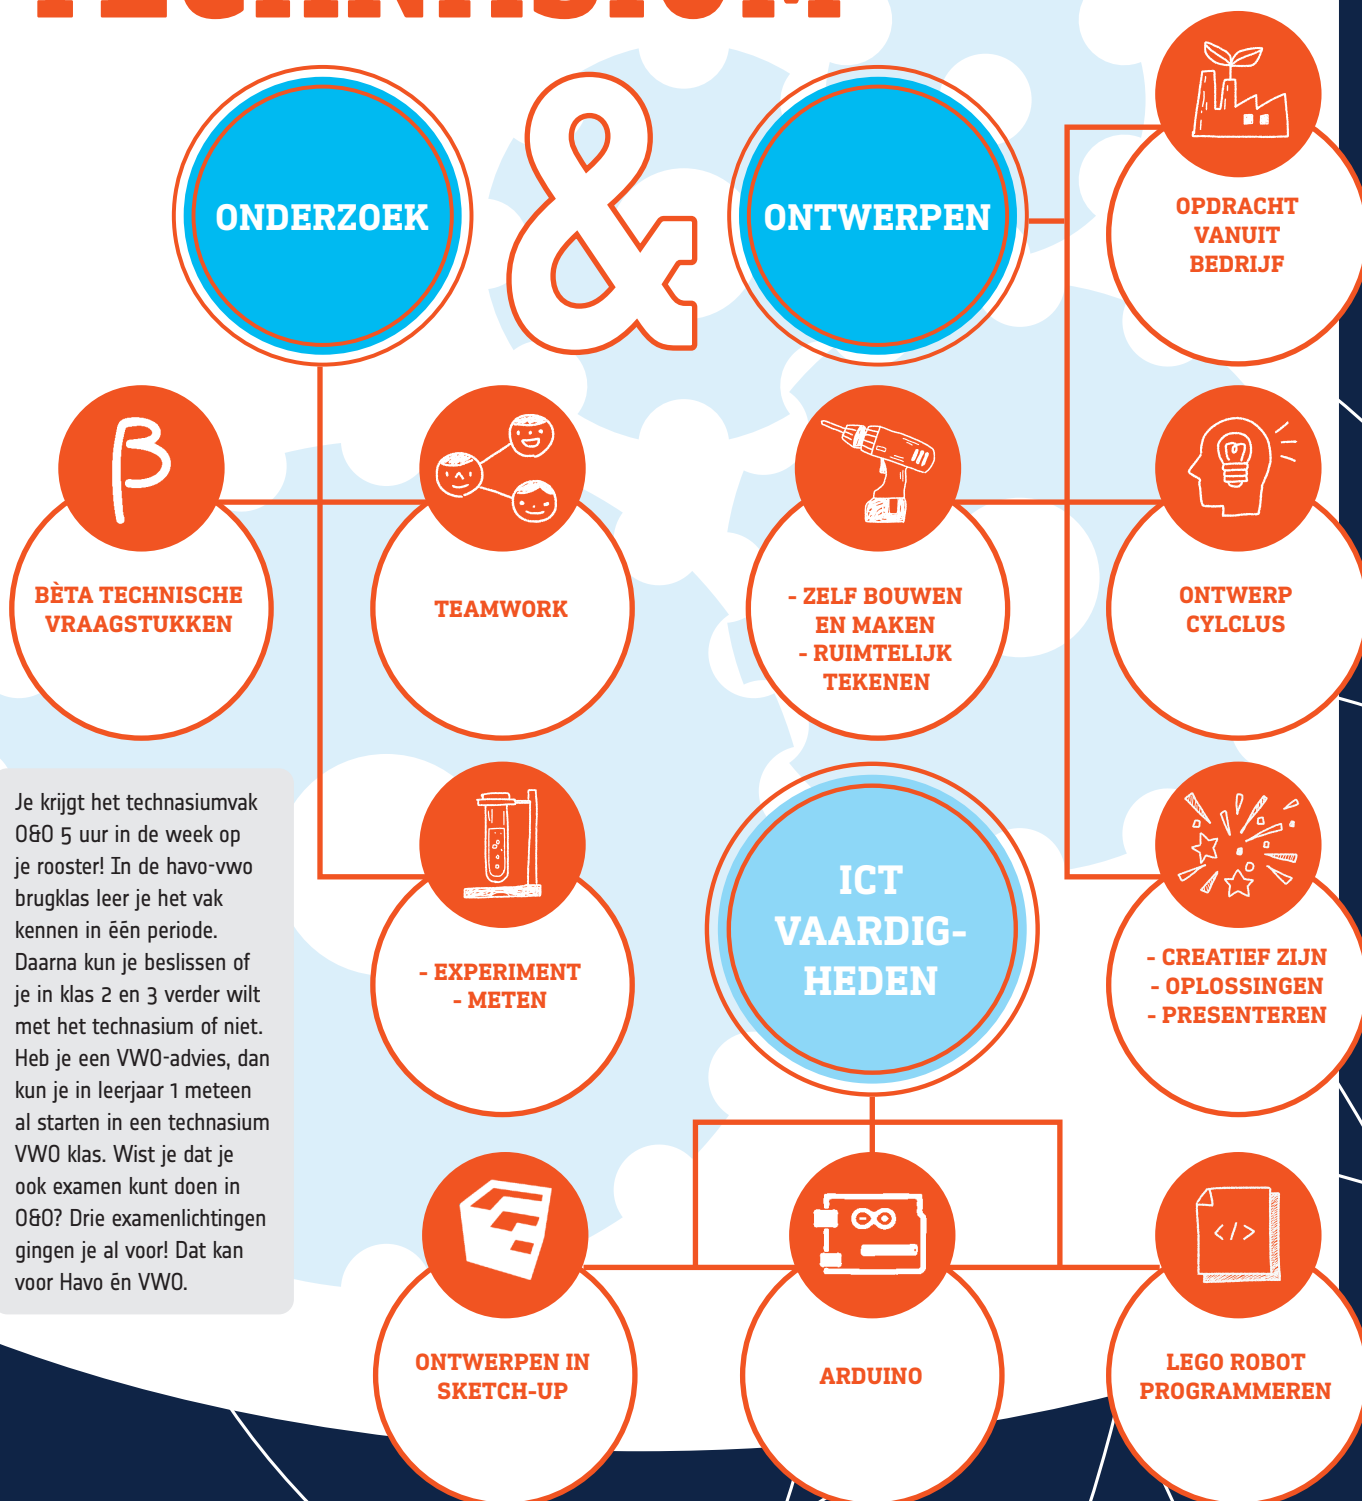 TECHNASIUM
ONDERZOEK
&
ONTWERPEN
OPDRACHT
VANUIT
BEDRIJF
β
BÈTA TECHNISCHE
VRAAGSTUKKEN
TEAMWORK
- ZELF BOUWEN
EN MAKEN
- RUIMTELIJK
TEKENEN
ONTWERP
CYLCLUS
Je krijgt het technasiumvak
O&O 5 uur in de week op
je rooster! In de havo-vwo
brugklas leer je het vak
kennen in één periode.
Daarna kun je beslissen of
je in klas 2 en 3 verder wilt
met het technasium of niet.
Heb je een VWO-advies, dan
kun je in leerjaar 1 meteen
al starten in een technasium
VWO klas. Wist je dat je
ook examen kunt doen in
O&O? Drie examenlichtingen
gingen je al voor! Dat kan
voor Havo én VWO.
- EXPERIMENT
- METEN
ICT
VAARDIG-
HEDEN
- CREATIEF ZIJN
- OPLOSSINGEN
- PRESENTEREN
</>
ONTWERPEN IN
SKETCH-UP
ARDUINO
LEGO ROBOT
PROGRAMMEREN